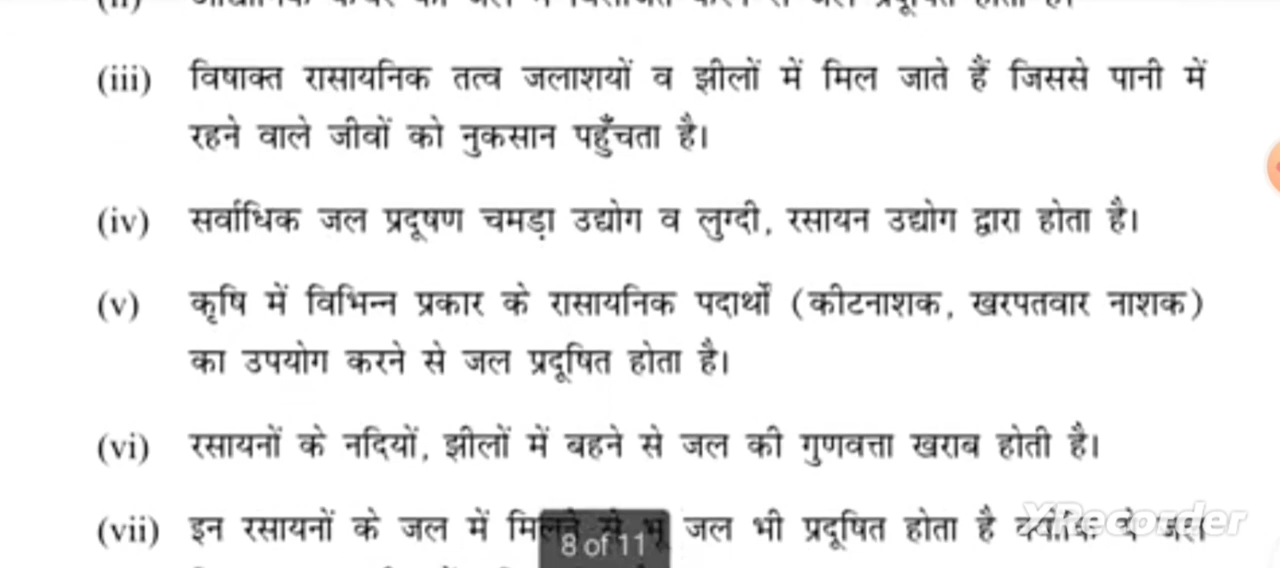 (iii) विषाक्त रासायनिक तत्व जलाशयों व झीलों में मिल जाते हैं जिससे पानी में
रहने वाले जीवों को नुकसान पहुँचता है।
(iv) सर्वाधिक जल प्रदूषण चमड़ा उद्योग व लुग्दी, रसायन उद्योग द्वारा होता है।
(v) कृषि में विभिन्न प्रकार के रासायनिक पदार्थों (कीटनाशक, खरपतवार नाशक)
का उपयोग करने से जल प्रदूषित होता है।
(vi) रसायनों के नदियों, झीलों में बहने से जल की गुणवत्ता खराब होती है।
(vii) इन रसायनों के जल में जल भी प्रदूषित होता है
8 of 11
XRecorder